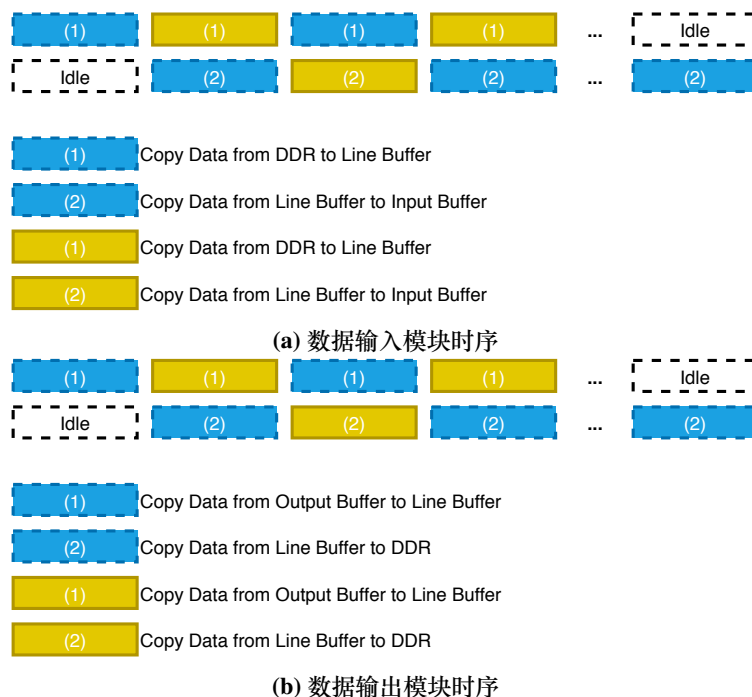 (1) (1) (1) (1) ... Idle
Idle (2) (2) (2) ... (2)
(1) Copy Data from DDR to Line Buffer
(2) Copy Data from Line Buffer to Input Buffer
(1) Copy Data from DDR to Line Buffer
(2) Copy Data from Line Buffer to Input Buffer
(a) 数据输入模块时序
(1) (1) (1) (1) ... Idle
Idle (2) (2) (2) ... (2)
(1) Copy Data from Output Buffer to Line Buffer
(2) Copy Data from Line Buffer to DDR
(1) Copy Data from Output Buffer to Line Buffer
(2) Copy Data from Line Buffer to DDR
(b) 数据输出模块时序